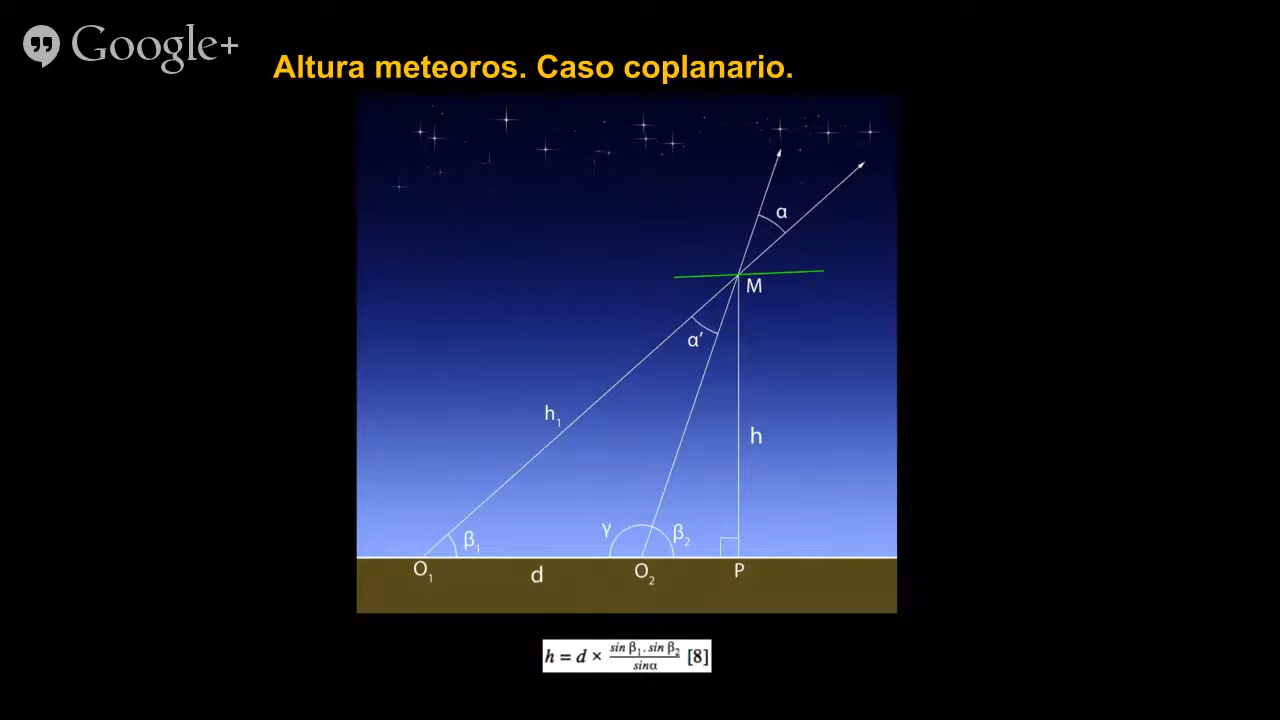 Google+
Altura meteoros. Caso coplanario.
α
M
α’
h₁
h
γ
β₁
β₂
O₁
d
O₂
P
h = d × sin β₁ . sin β₂ / sinα [8]